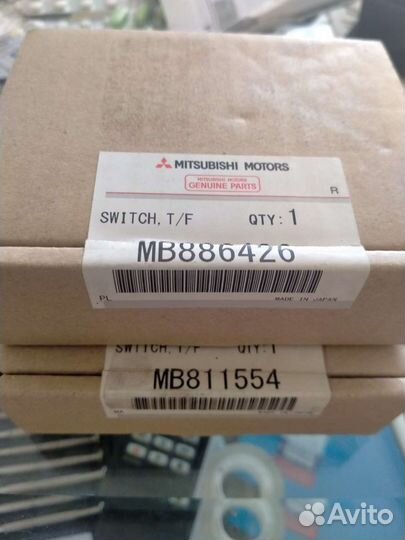 MITSUBISHI MOTORS
MITSUBISHI MOTORS
GENUINE PARTS
R
SWITCH, T/F QTY: 1
MB886426
PL MADE IN JAPAN
SWITCH, T/F QTY: 1
MB811554
Avito